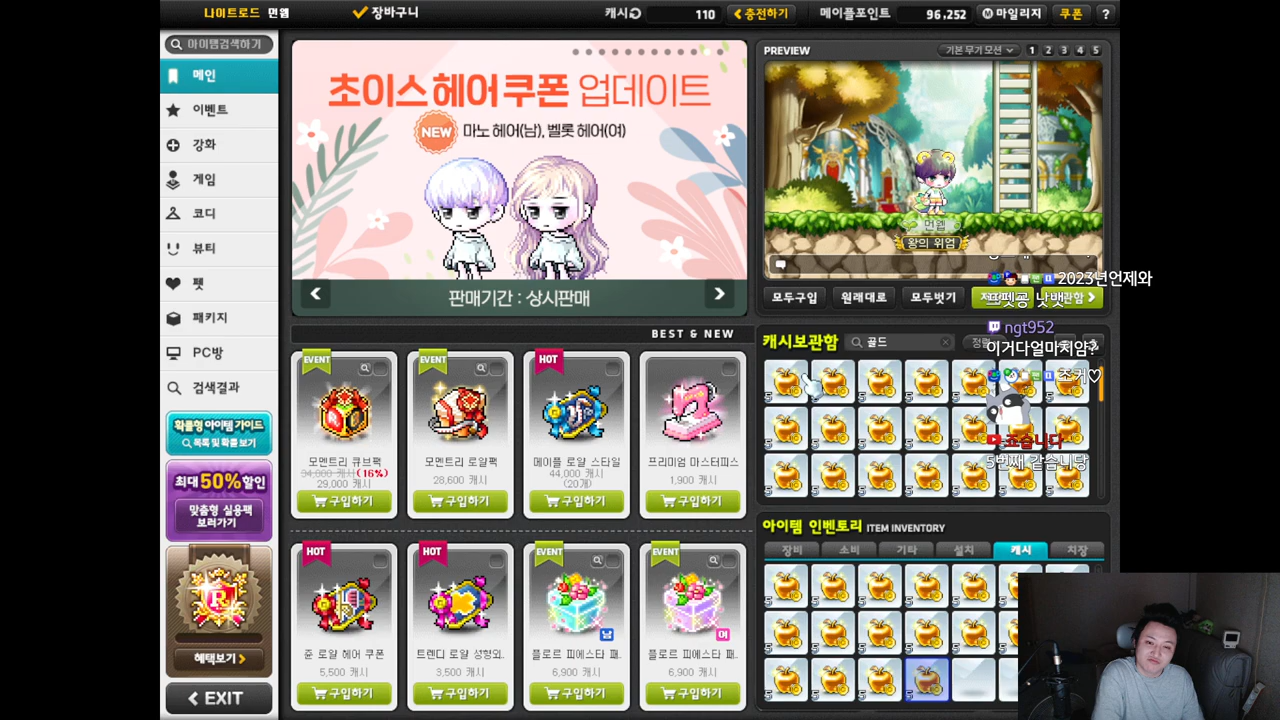 나이트로드 먼웹
장바구니
캐시 110
충전하기
메이플포인트 96,252
마일리지
쿠폰
?
아이템검색하기
메인
이벤트
강화
게임
코디
뷰티
펫
패키지
PC방
검색결과
확률형 아이템 가이드
목록 및 확률 보기
최대 50%할인
맞춤형 실용팩
보러가기
R
혜택보기
EXIT
초이스 헤어 쿠폰 업데이트
NEW 마노 헤어(남), 벨롯 헤어(여)
판매기간 : 상시판매
BEST & NEW
EVENT
모멘트리 큐브팩
34,800 캐시(16%)
29,000 캐시
구입하기
EVENT
모멘트리 로얄팩
28,600 캐시
구입하기
HOT
메이플 로얄 스타일
44,000 캐시
(20개)
구입하기
프리미엄 마스터피스
1,900 캐시
구입하기
HOT
쥰 로얄 헤어 쿠폰
5,500 캐시
구입하기
HOT
트렌디 로얄 성형외..
3,500 캐시
구입하기
EVENT
남
플로르 피에스타 패..
6,900 캐시
구입하기
EVENT
여
플로르 피에스타 패..
6,900 캐시
구입하기
PREVIEW
기본 무기 모션
1 2 3 4 5
먼웹
왕의 위엄
모두구입
원래대로
모두벗기
2023년언제와
ngt952
이거다얼마치얌?
조커♡
죠습니다
5번째 같습니당
캐시보관함
골드
아이템 인벤토리 ITEM INVENTORY
장비
소비
기타
설치
캐시
치장